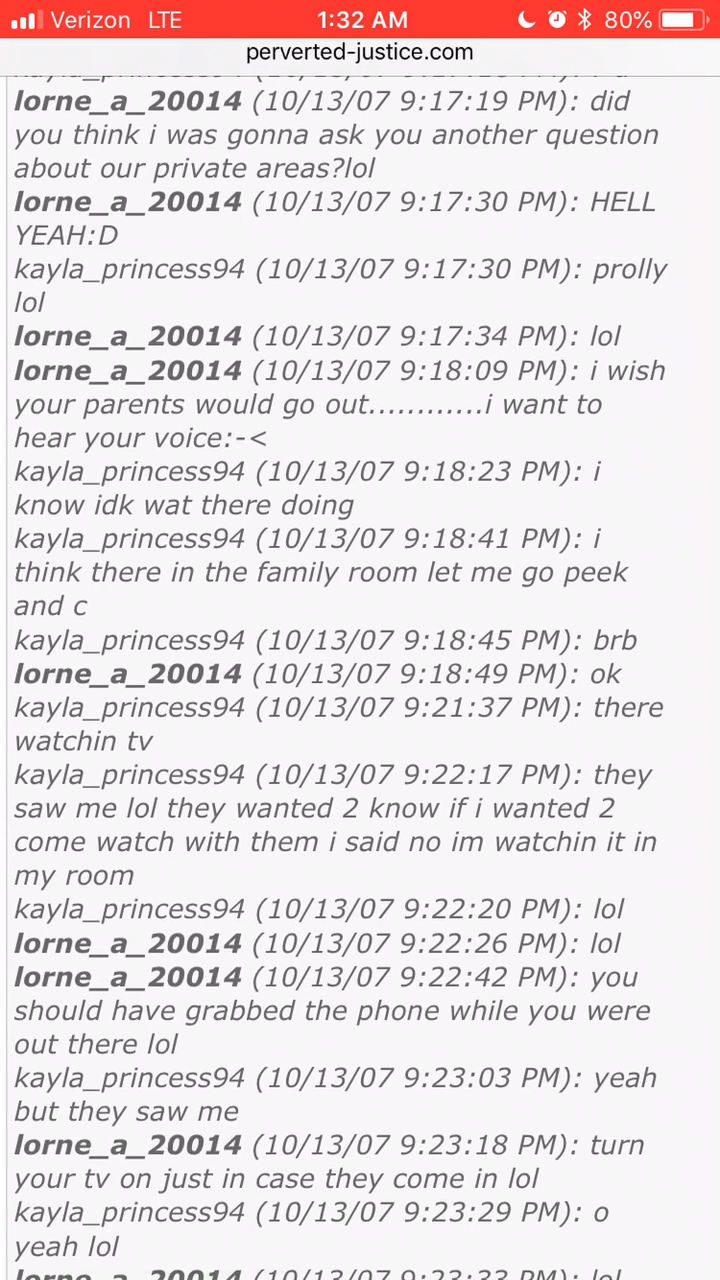 Verizon LTE 1:32 AM 80%
perverted-justice.com
lorne_a_20014 (10/13/07 9:17:19 PM): did
you think i was gonna ask you another question
about our private areas?lol
lorne_a_20014 (10/13/07 9:17:30 PM): HELL
YEAH:D
kayla_princess94 (10/13/07 9:17:30 PM): prolly
lol
lorne_a_20014 (10/13/07 9:17:34 PM): lol
lorne_a_20014 (10/13/07 9:18:09 PM): i wish
your parents would go out............i want to
hear your voice:-<
kayla_princess94 (10/13/07 9:18:23 PM): i
know idk wat there doing
kayla_princess94 (10/13/07 9:18:41 PM): i
think there in the family room let me go peek
and c
kayla_princess94 (10/13/07 9:18:45 PM): brb
lorne_a_20014 (10/13/07 9:18:49 PM): ok
kayla_princess94 (10/13/07 9:21:37 PM): there
watchin tv
kayla_princess94 (10/13/07 9:22:17 PM): they
saw me lol they wanted 2 know if i wanted 2
come watch with them i said no im watchin it in
my room
kayla_princess94 (10/13/07 9:22:20 PM): lol
lorne_a_20014 (10/13/07 9:22:26 PM): lol
lorne_a_20014 (10/13/07 9:22:42 PM): you
should have grabbed the phone while you were
out there lol
kayla_princess94 (10/13/07 9:23:03 PM): yeah
but they saw me
lorne_a_20014 (10/13/07 9:23:18 PM): turn
your tv on just in case they come in lol
kayla_princess94 (10/13/07 9:23:29 PM): o
yeah lol
lorne_a_20014 (10/13/07 9:23:33 PM): lol